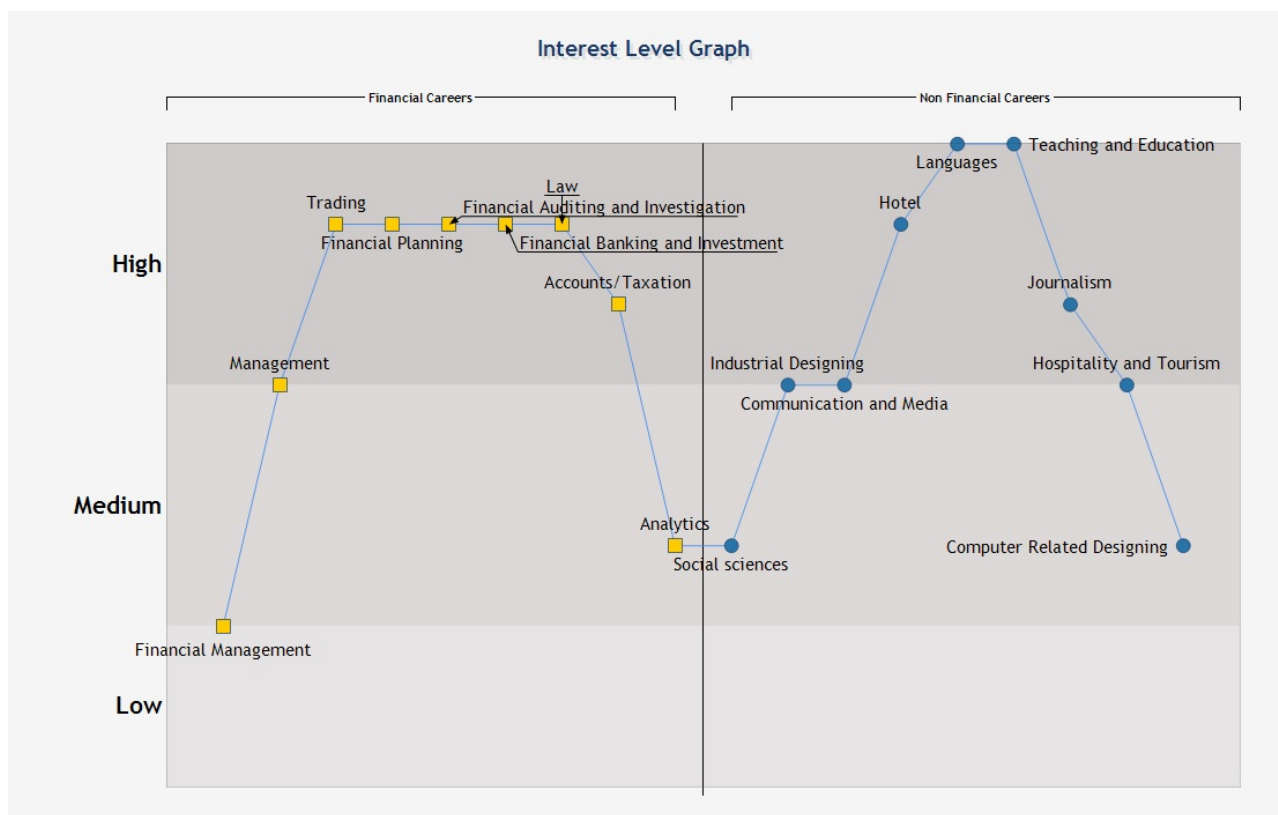 Interest Level Graph
Financial Careers
Non Financial Careers
Teaching and Education
Languages
Law
Trading
Financial Auditing and Investigation
Hotel
Financial Planning
Financial Banking and Investment
High
Accounts/Taxation
Journalism
Management
Industrial Designing
Hospitality and Tourism
Communication and Media
Medium
Analytics
Computer Related Designing
Social sciences
Financial Management
Low